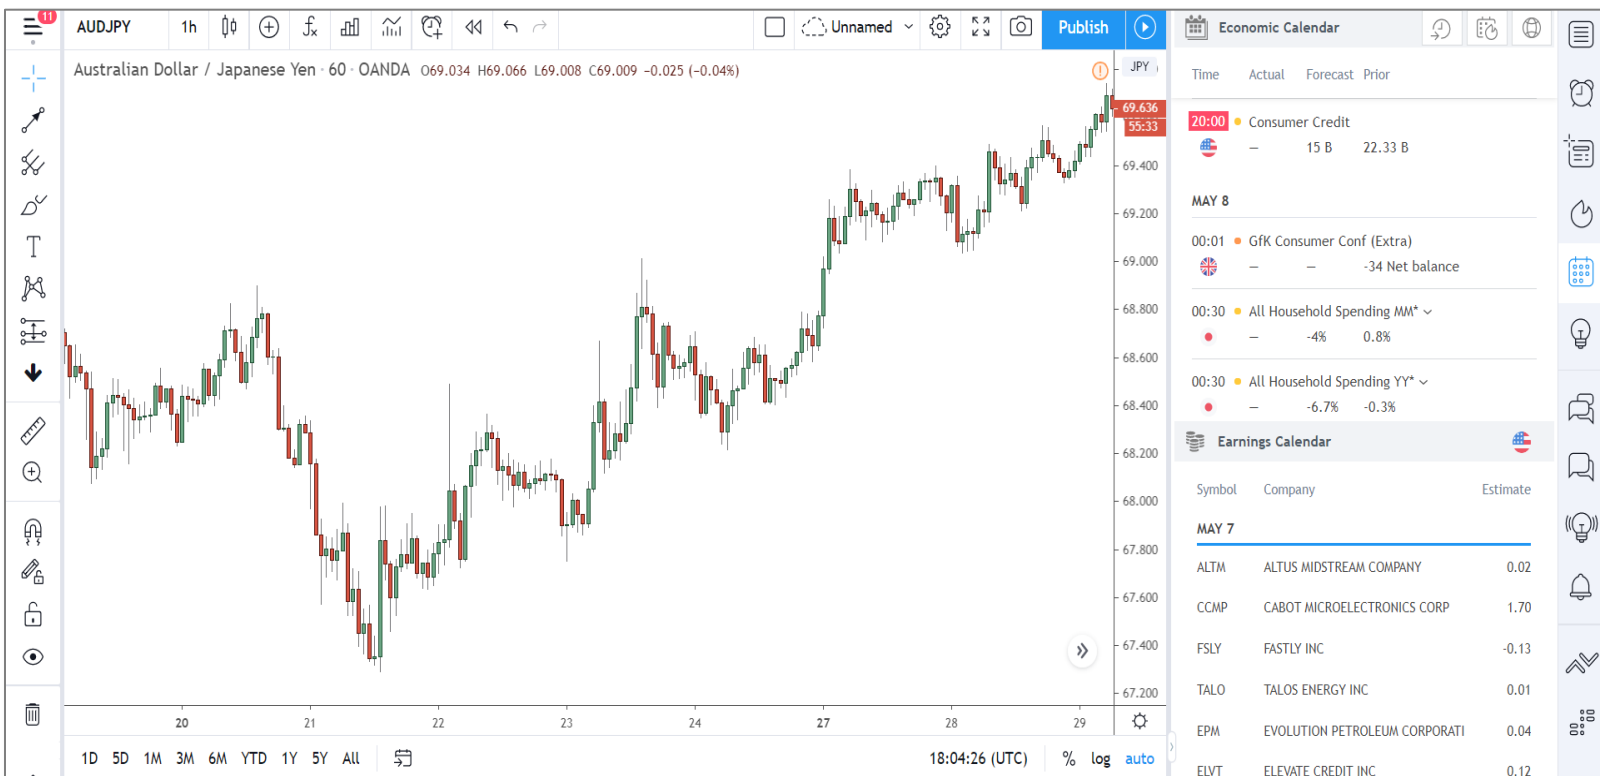 11
AUDJPY 1h Unnamed Publish
Australian Dollar / Japanese Yen · 60 · OANDA O69.034 H69.066 L69.008 C69.009 −0.025 (−0.04%)
JPY
69.636
55:33
69.400
69.200
69.000
68.800
68.600
68.400
68.200
68.000
67.800
67.600
67.400
67.200
20 21 22 23 24 27 28 29
1D 5D 1M 3M 6M YTD 1Y 5Y All 18:04:26 (UTC) % log auto
Economic Calendar
Time Actual Forecast Prior
20:00 Consumer Credit
— 15 B 22.33 B
MAY 8
00:01 GfK Consumer Conf (Extra)
— — -34 Net balance
00:30 All Household Spending MM*
— -4% 0.8%
00:30 All Household Spending YY*
— -6.7% -0.3%
Earnings Calendar
Symbol Company Estimate
MAY 7
ALTM ALTUS MIDSTREAM COMPANY 0.02
CCMP CABOT MICROELECTRONICS CORP 1.70
FSLY FASTLY INC -0.13
TALO TALOS ENERGY INC 0.01
EPM EVOLUTION PETROLEUM CORPORATI 0.04
ELVT ELEVATE CREDIT INC 0.12